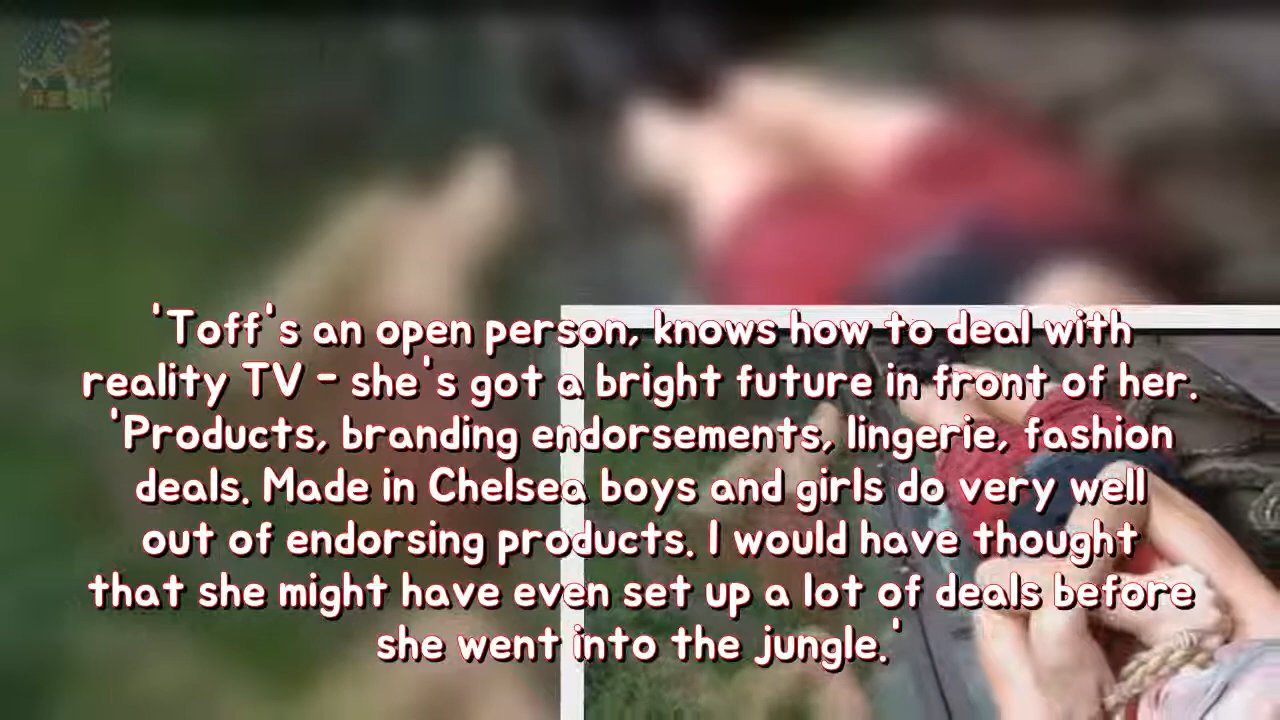 'Toff's an open person, knows how to deal with
reality TV - she's got a bright future in front of her.
'Products, branding endorsements, lingerie, fashion
deals. Made in Chelsea boys and girls do very well
out of endorsing products. I would have thought
that she might have even set up a lot of deals before
she went into the jungle.'